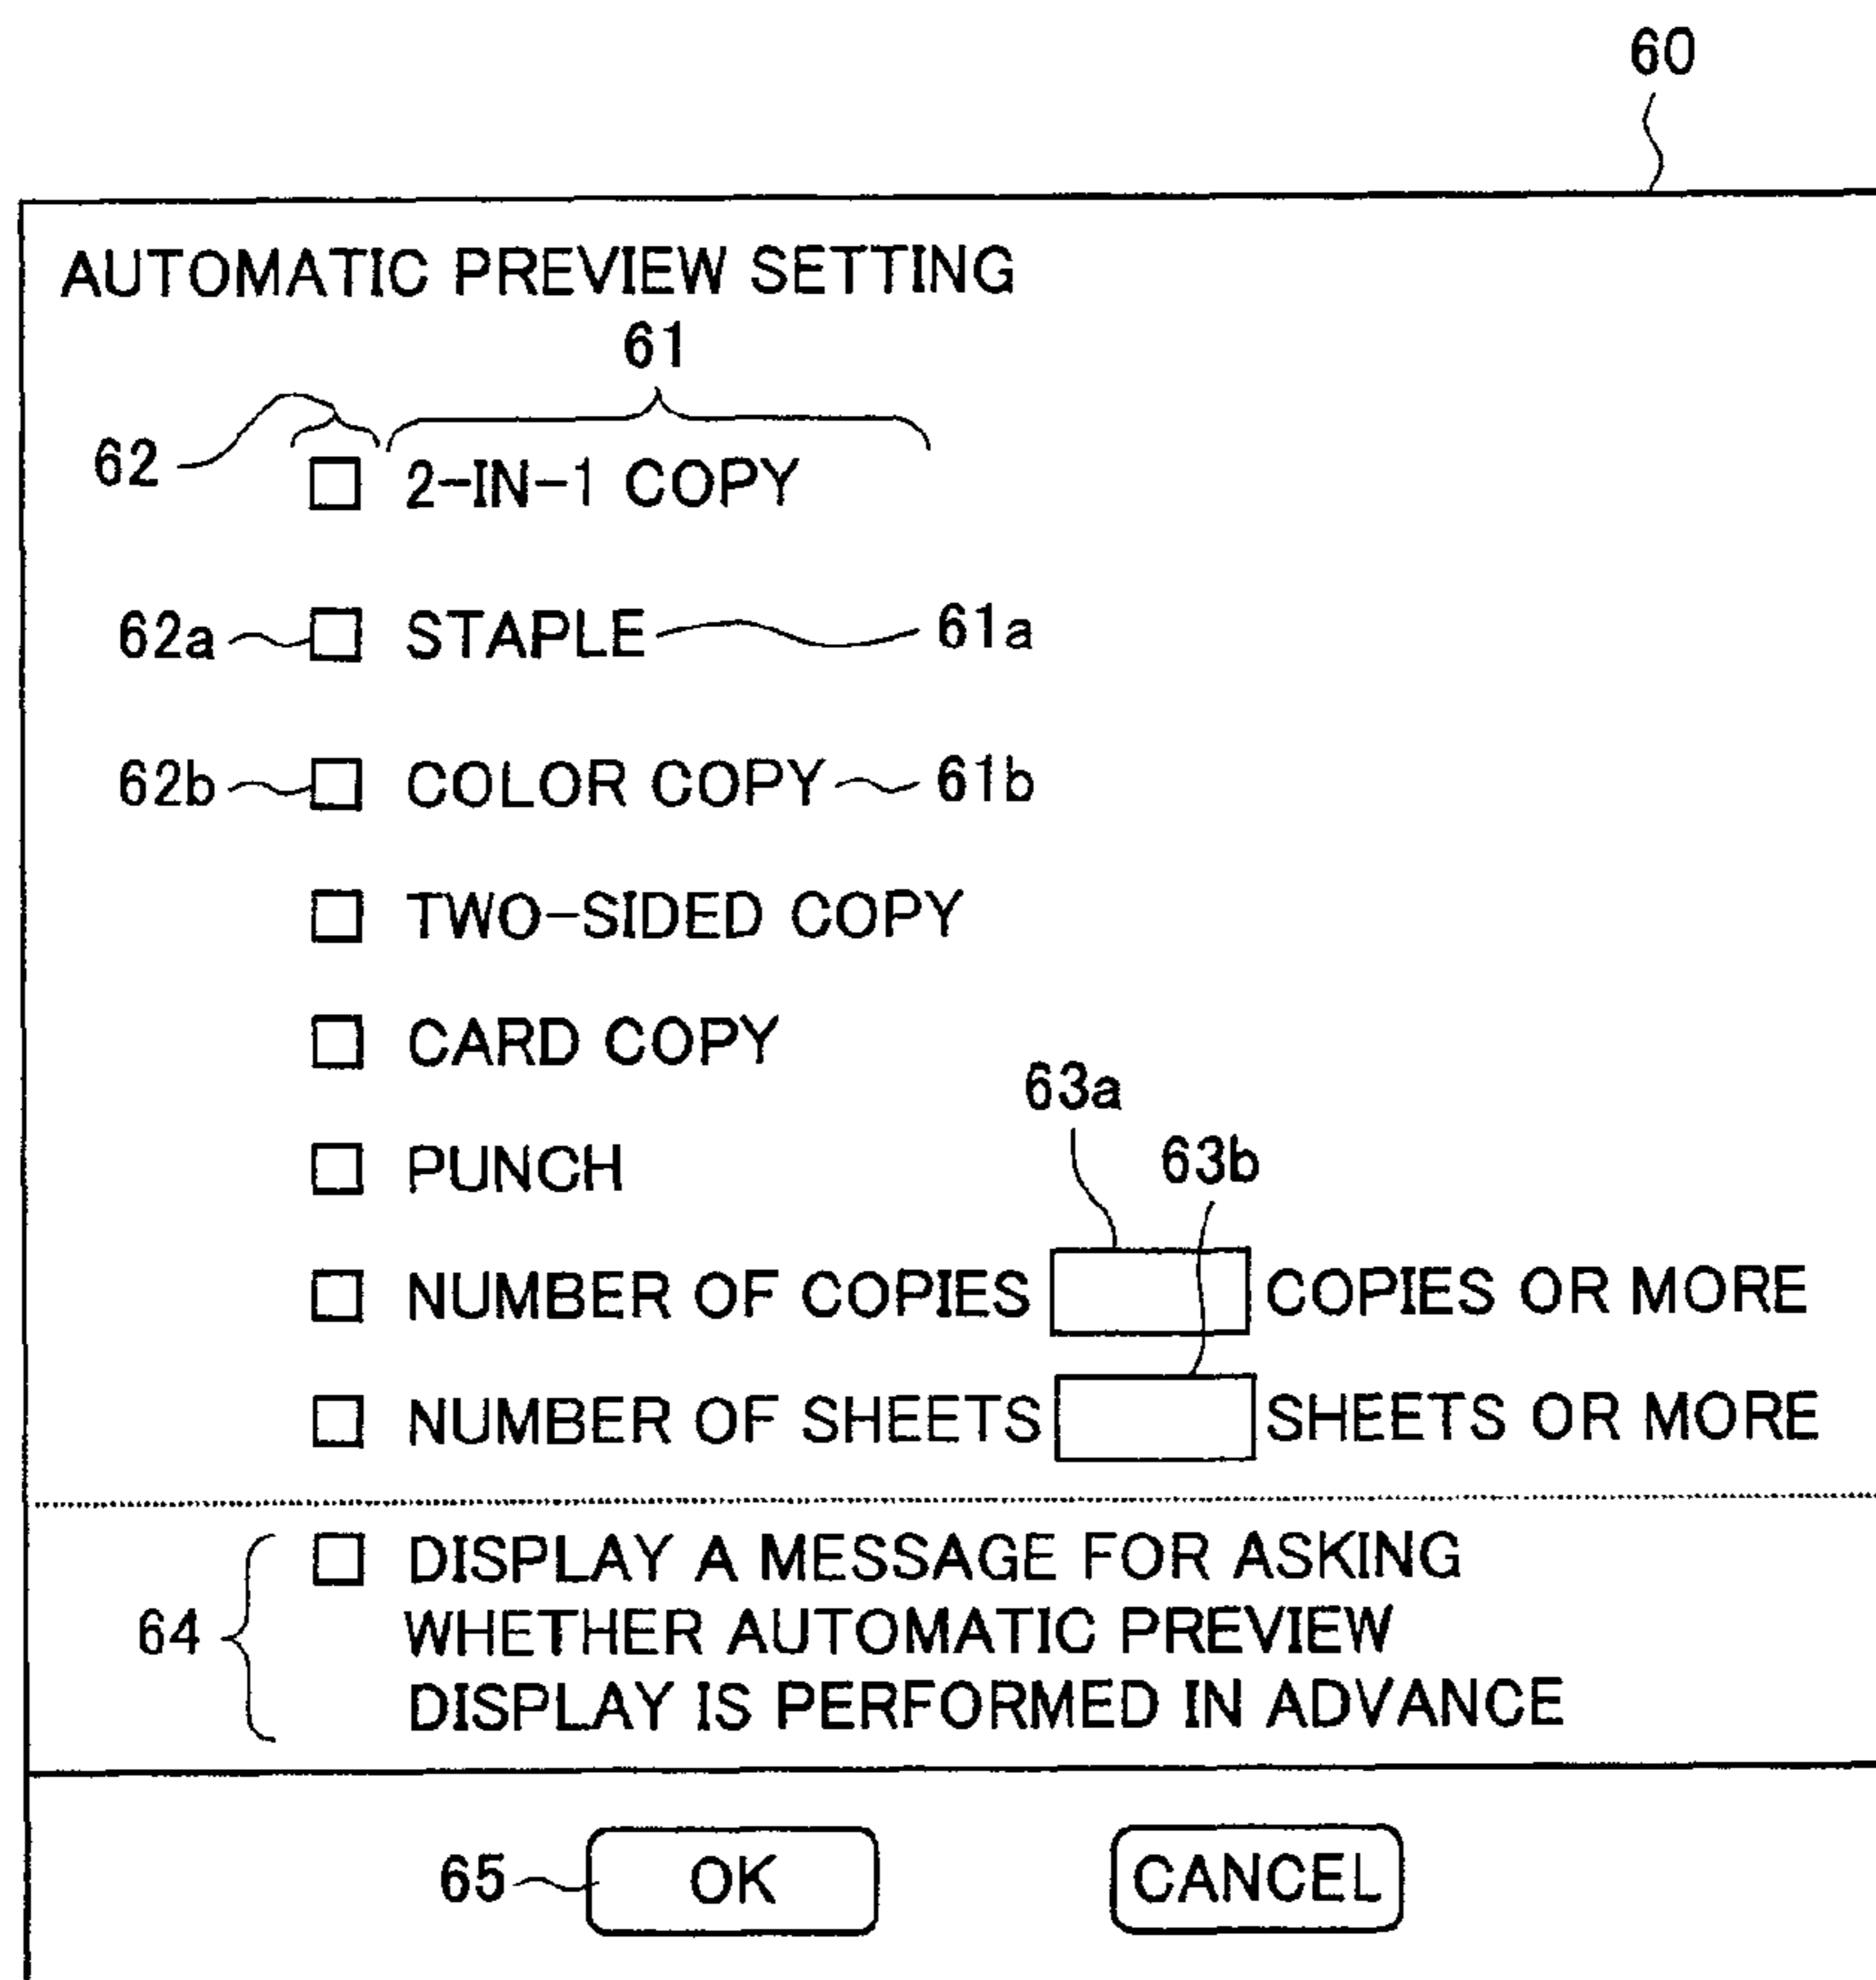 60
AUTOMATIC PREVIEW SETTING
61
62 2-IN-1 COPY
62a STAPLE 61a
62b COLOR COPY 61b
TWO-SIDED COPY
CARD COPY
63a
PUNCH
63b
NUMBER OF COPIES COPIES OR MORE
NUMBER OF SHEETS SHEETS OR MORE
DISPLAY A MESSAGE FOR ASKING
64 WHETHER AUTOMATIC PREVIEW
DISPLAY IS PERFORMED IN ADVANCE
65 OK CANCEL